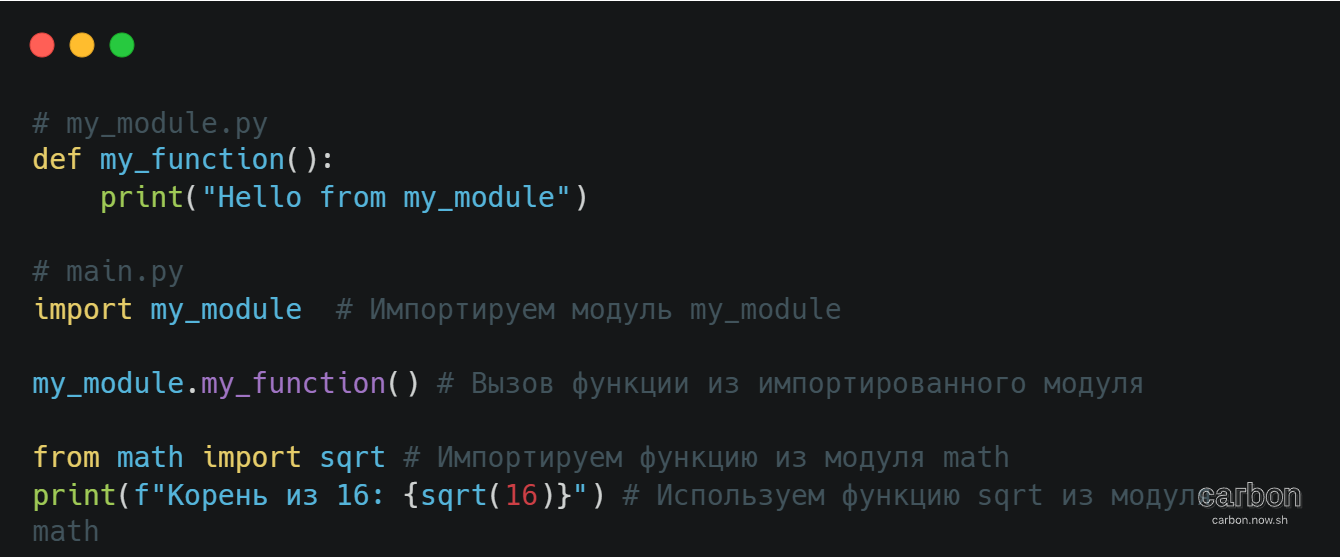 # my_module.py
def my_function():
    print("Hello from my_module")
# main.py
import my_module  # Импортируем модуль my_module
my_module.my_function() # Вызов функции из импортированного модуля
from math import sqrt # Импортируем функцию из модуля math
print(f"Корень из 16: {sqrt(16)}") # Используем функцию sqrt из модуля
math
carbon
carbon.now.sh